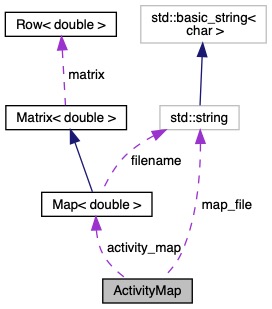 Row< double >
std::basic_string<
char >
matrix
Matrix< double >
std::string
filename
Map< double >
map_file
activity_map
ActivityMap